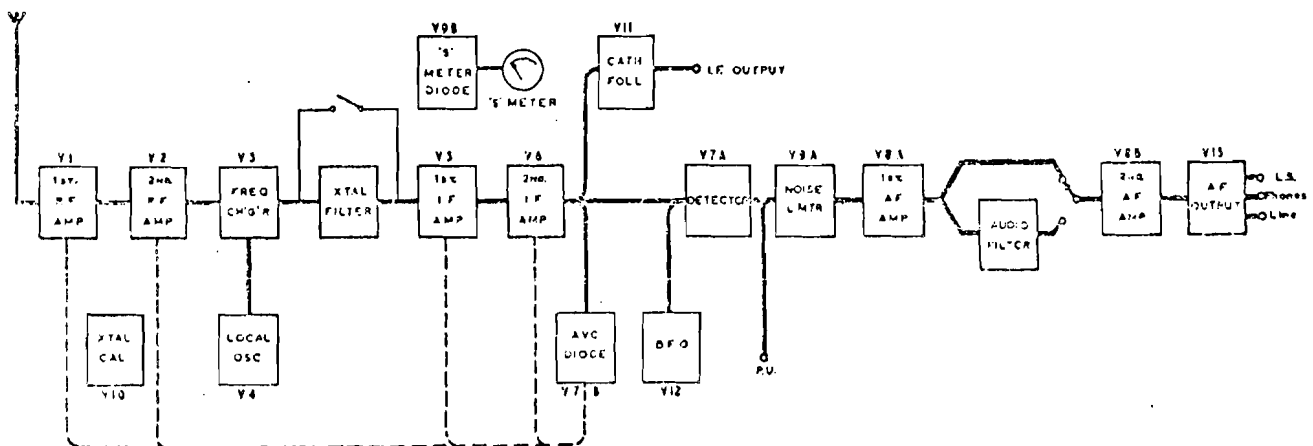 V9B
'S'
METER
DIODE
'S' METER
V11
CATH
FOLL
I.F. OUTPUT
V1
1ST.
R.F.
AMP
V2
2ND.
R.F.
AMP
V3
FREQ
CH'G'R
XTAL
FILTER
V5
1ST.
I.F.
AMP
V6
2ND.
I.F.
AMP
V7A
DETECTOR
V9A
NOISE
LIMTR
V8A
1ST.
A.F.
AMP
AUDIO
FILTER
V8B
2ND.
A.F.
AMP
V13
A.F.
OUTPUT
L.S.
Phones
Line
XTAL
CAL
V10
LOCAL
OSC
V4
AVC
DIODE
V7 B
B.F.O
V12
P.U.